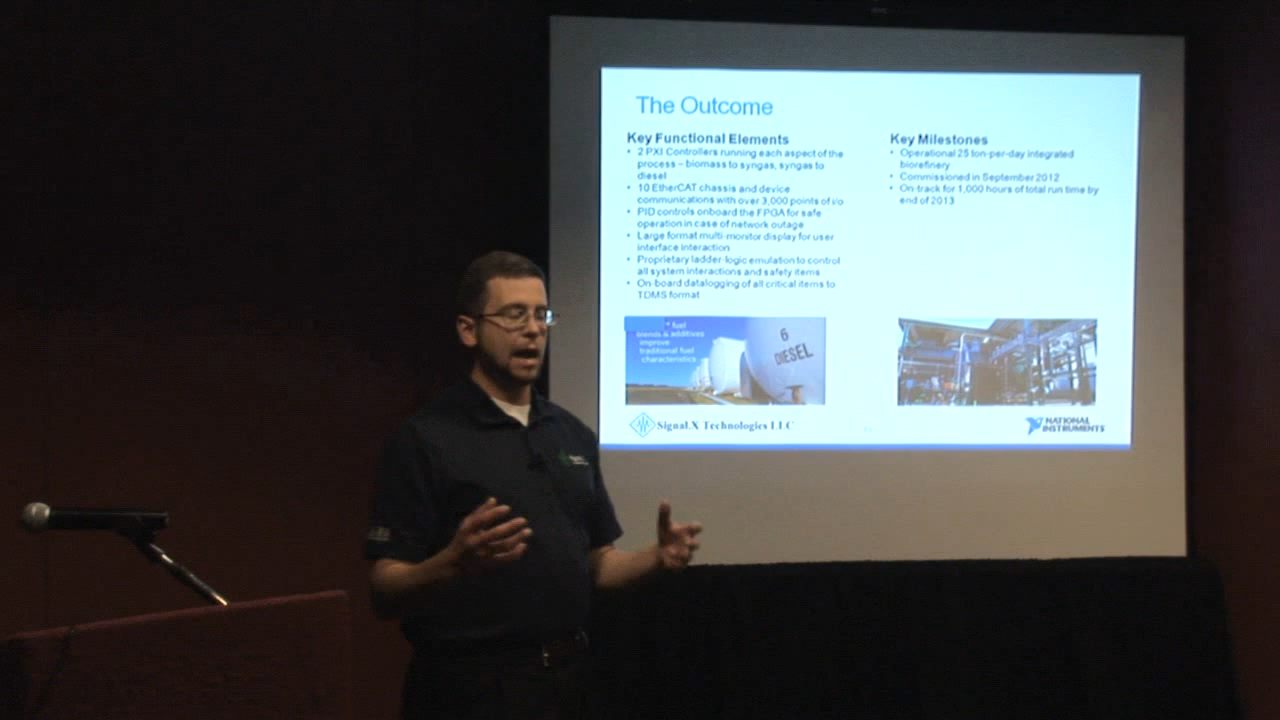 The Outcome
Key Functional Elements
• 2 PXI Controllers running each aspect of the
process – biomass to syngas, syngas to
diesel
• 10 EtherCAT chassis and device
communications with over 3,000 points of i/o
• PID controls onboard the FPGA for safe
operation in case of network outage
• Large format multi-monitor display for user
interface interaction
• Proprietary ladder-logic emulation to control
all system interactions and safety items
• On-board datalogging of all critical items to
TDMS format
Key Milestones
• Operational 25 ton-per-day integrated
biorefinery
• Commissioned in September 2012
• On-track for 1,000 hours of total run time by
end of 2013
fuel
blends & additives
improve
traditional fuel
characteristics
6
DIESEL
Signal.X Technologies LLC
NATIONAL
INSTRUMENTS